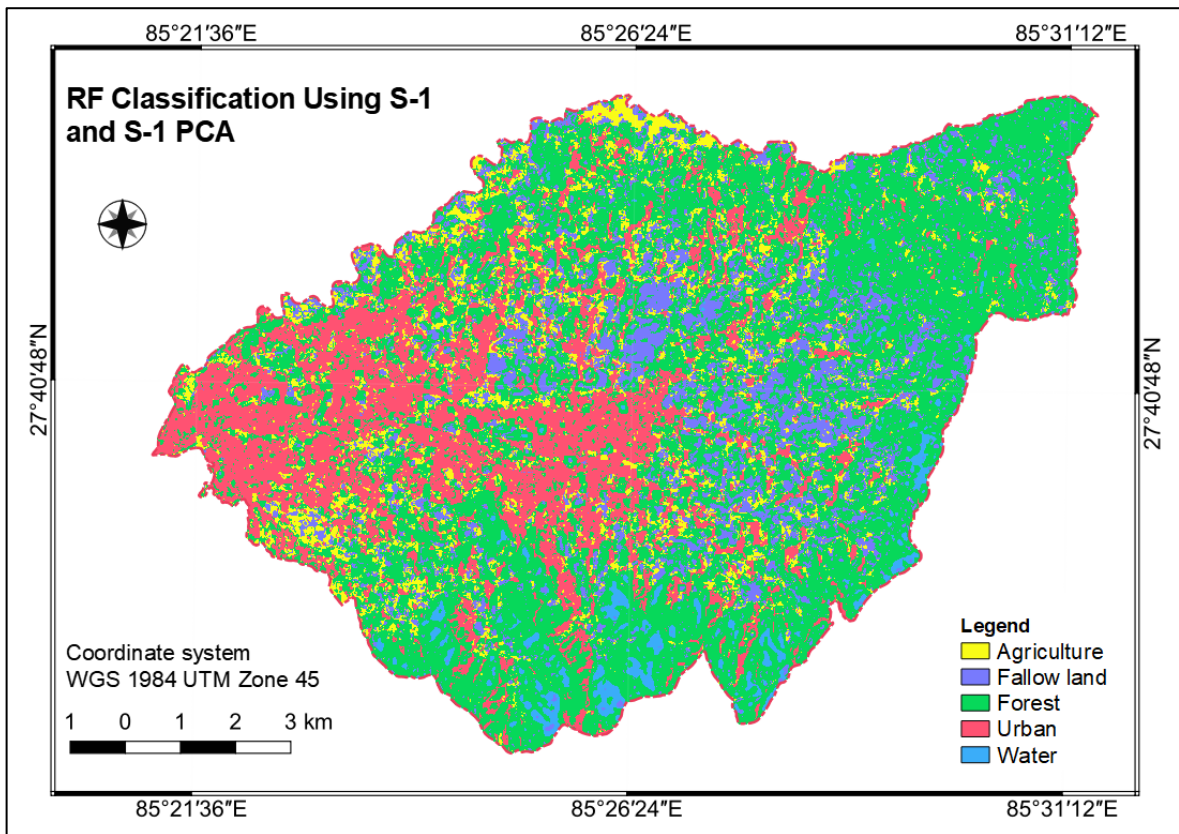 85°21'36″E 85°26'24″E 85°31'12″E
RF Classification Using S-1
and S-1 PCA
27°40'48″N
27°40'48″N
Coordinate system
WGS 1984 UTM Zone 45
1 0 1 2 3 km
Legend
Agriculture
Fallow land
Forest
Urban
Water
85°21'36″E 85°26'24″E 85°31'12″E